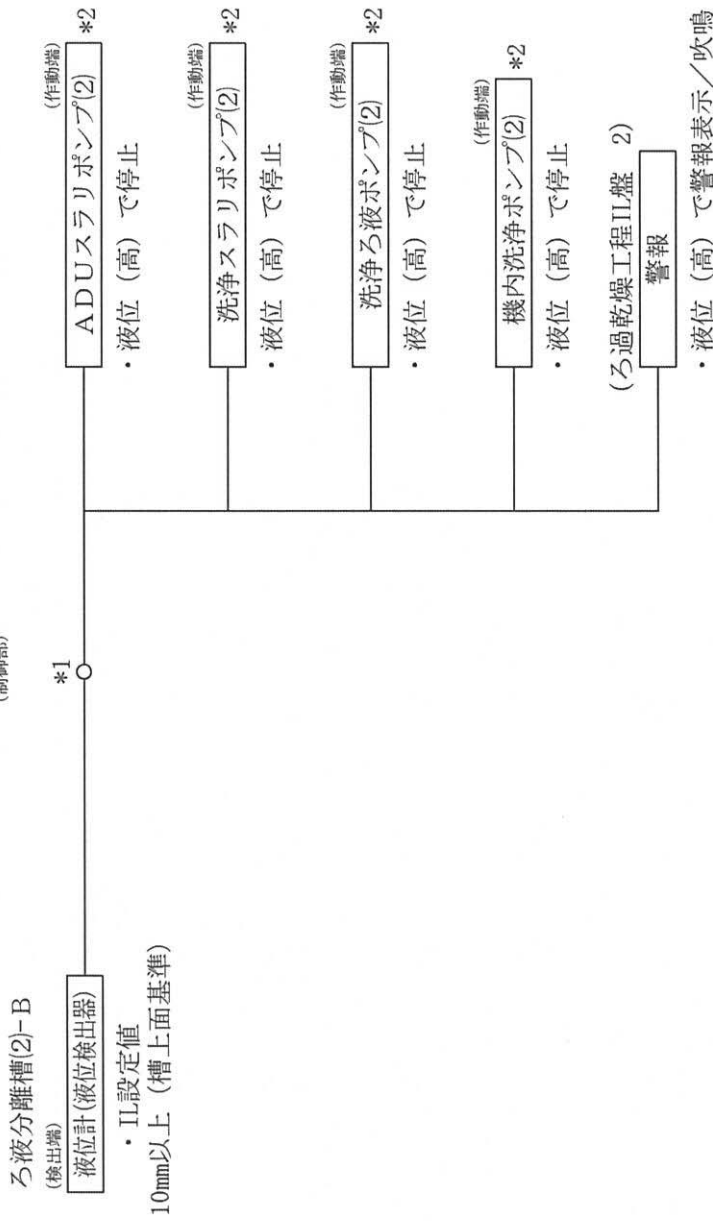 ろ液分離槽(2)-B
(検出端)
液位計(液位検出器)
・IL設定値
10mm以上（槽上面基準）
(制御部)
*1
(作動端)
ADUスラリポンプ(2) *2
・液位（高）で停止
(作動端)
洗浄スラリポンプ(2) *2
・液位（高）で停止
(作動端)
洗浄ろ液ポンプ(2) *2
・液位（高）で停止
(作動端)
機内洗浄ポンプ(2) *2
・液位（高）で停止
(ろ過乾燥工程IL盤 2)
警報
・液位（高）で警報表示／吹鳴